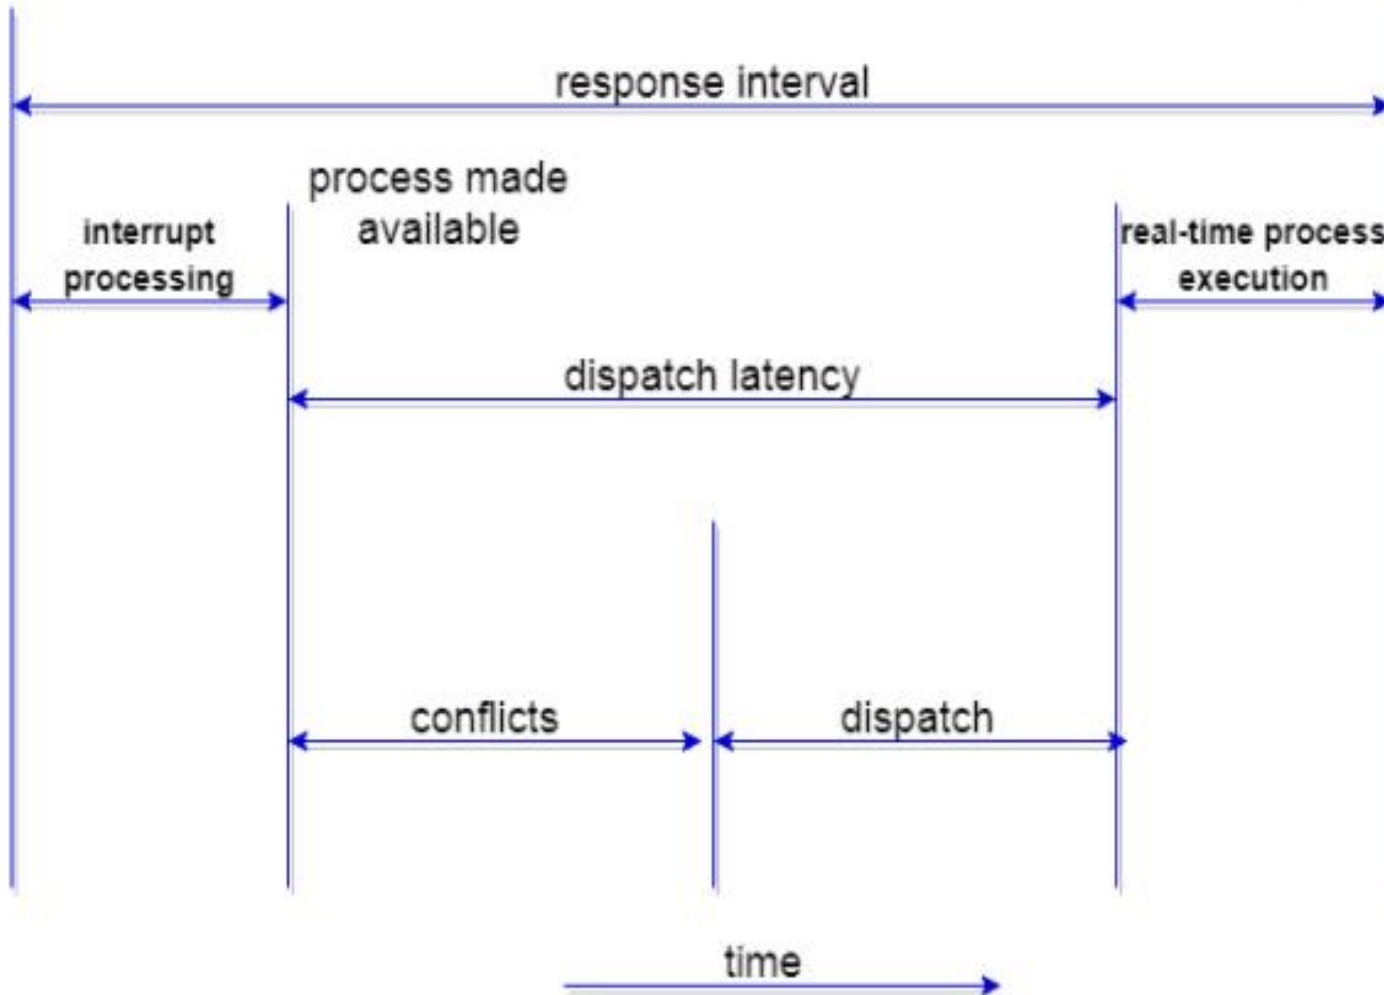 response interval
process made
available
interrupt
processing
real-time process
execution
dispatch latency
conflicts
dispatch
time